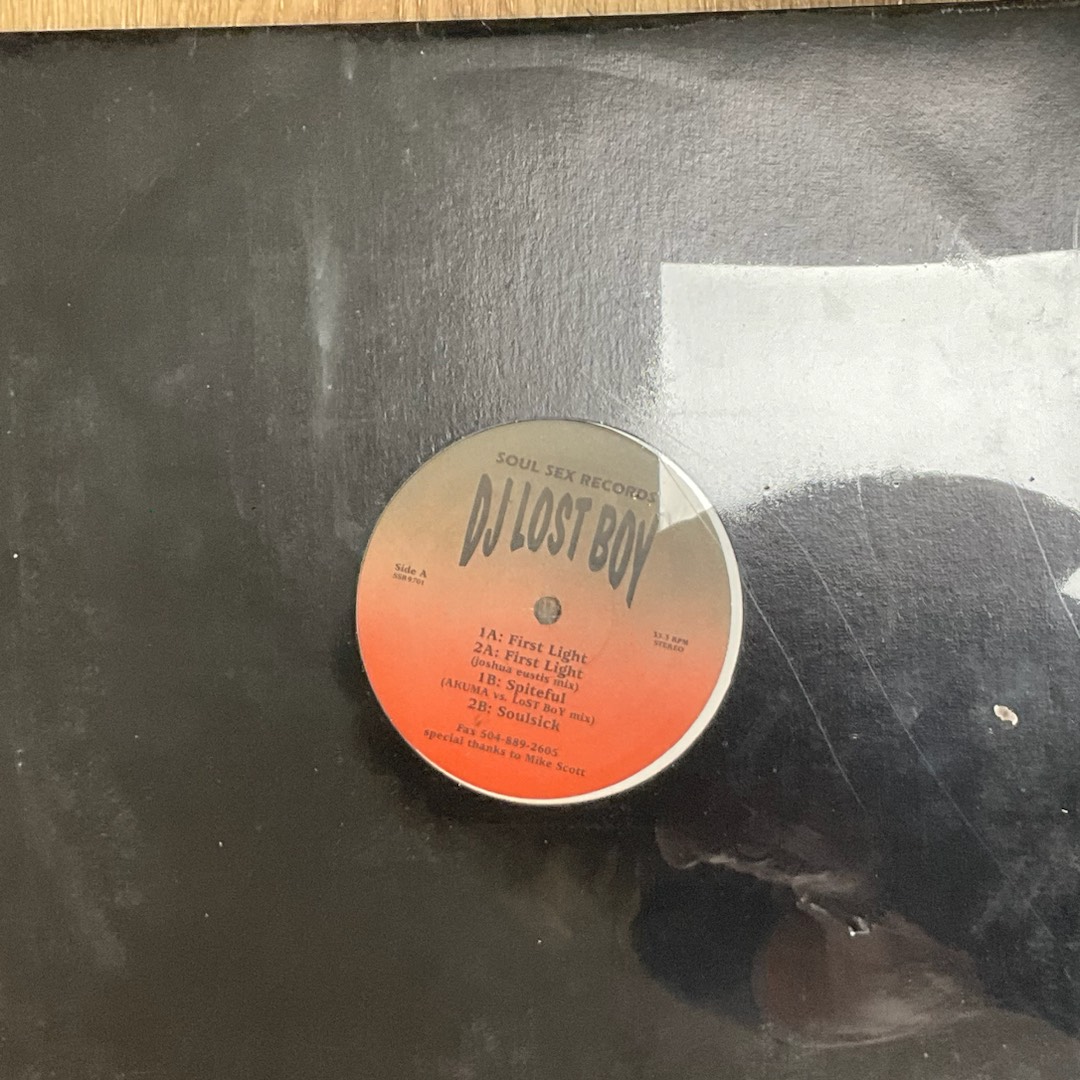 SOUL SEX RECORDS
DJ LOST BOY
Side A
SSR 9701
33.3 RPM
STEREO
1A: First Light
2A: First Light
(joshua eustis mix)
1B: Spiteful
(AKUMA vs. LoST BoY mix)
2B: Soulsick
Fax 504-889-2605
special thanks to Mike Scott